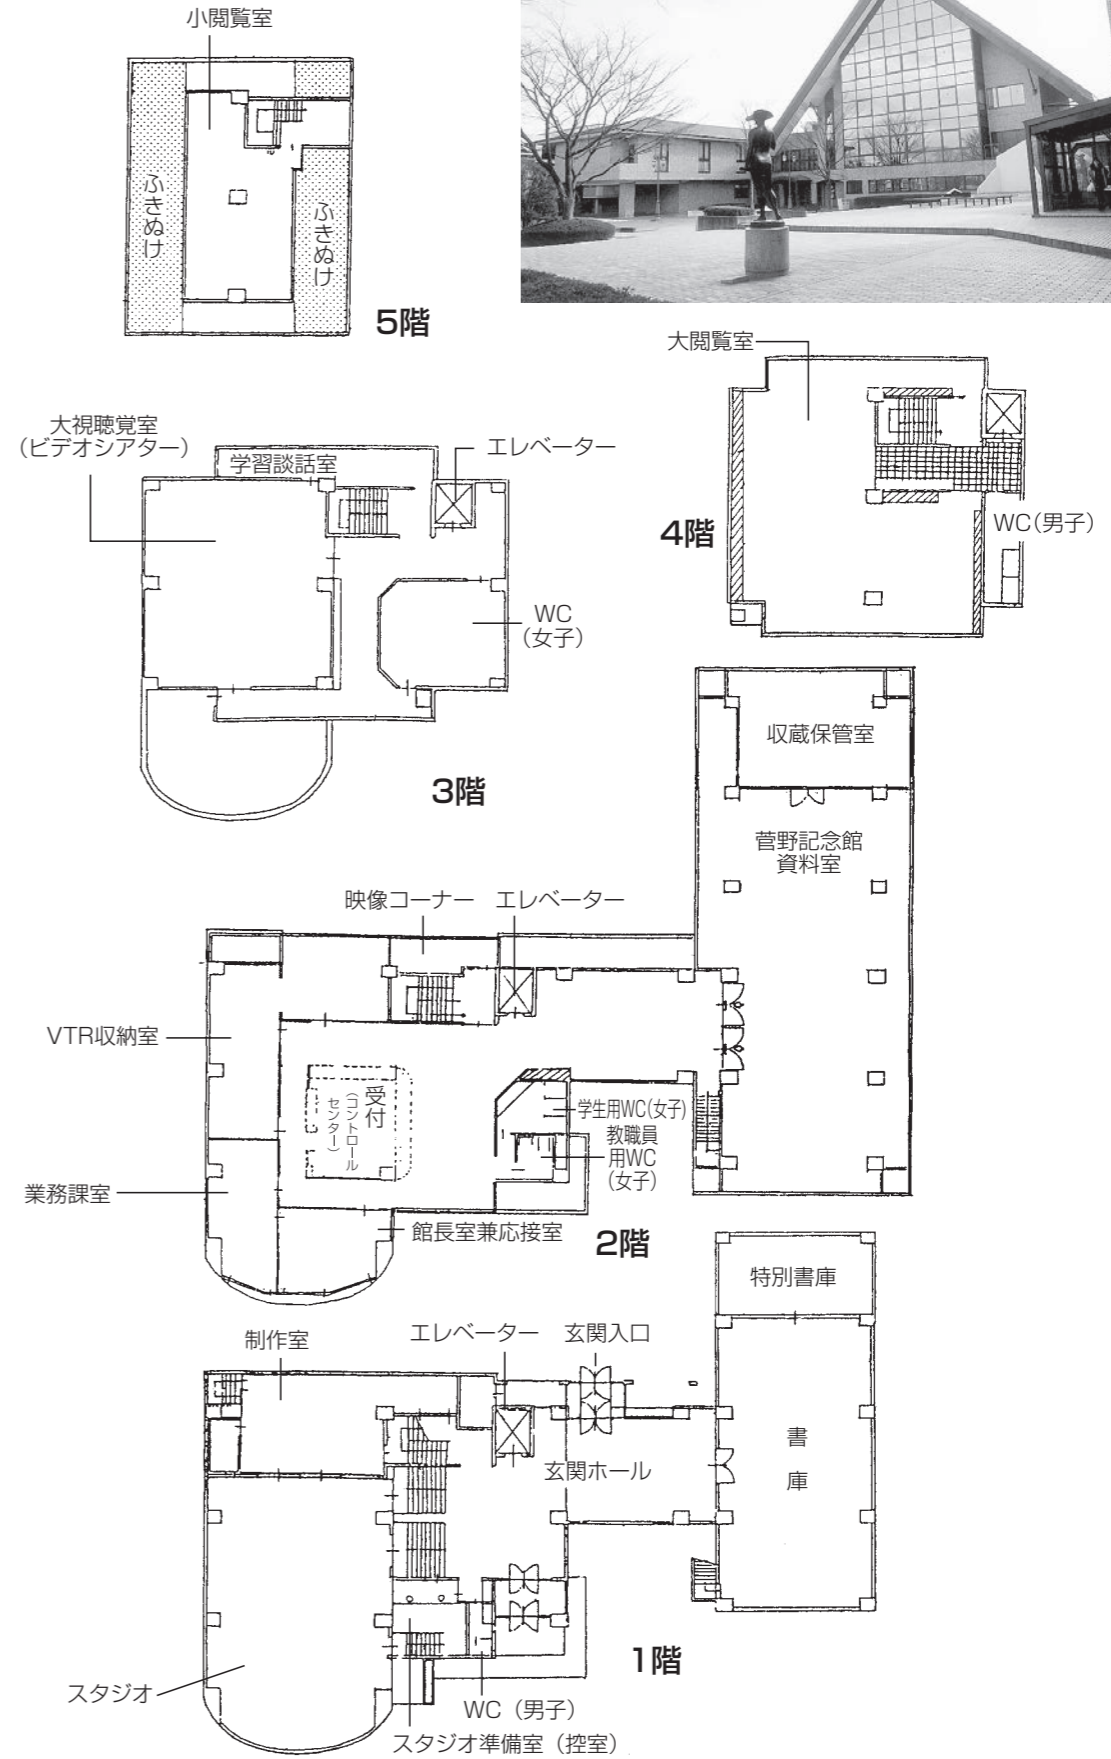 小閲覧室
ふきぬけ
ふきぬけ
5階
大閲覧室
4階
WC(男子)
大視聴覚室
(ビデオシアター)
学習談話室
エレベーター
WC
(女子)
3階
収蔵保管室
菅野記念館
資料室
映像コーナー
エレベーター
VTR収納室
受付
(コントロール
センター)
学生用WC(女子)
教職員
用WC
(女子)
業務課室
館長室兼応接室
2階
特別書庫
制作室
エレベーター
玄関入口
書庫
玄関ホール
1階
スタジオ
WC(男子)
スタジオ準備室(控室)